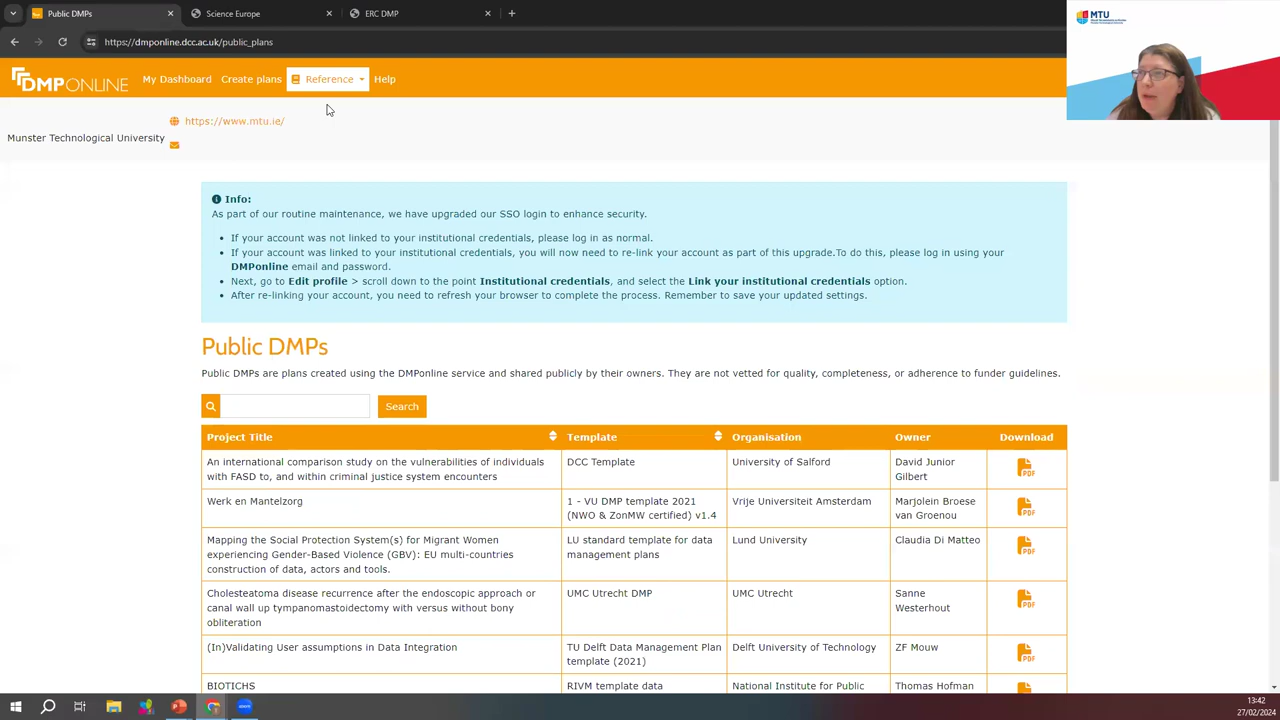 Public DMPs
Science Europe
ERC DMP
https://dmponline.dcc.ac.uk/public_plans
MTU
DMPONLINE
My Dashboard
Create plans
Reference
Help
Munster Technological University
https://www.mtu.ie/
Info:
As part of our routine maintenance, we have upgraded our SSO login to enhance security.
If your account was not linked to your institutional credentials, please log in as normal.
If your account was linked to your institutional credentials, you will now need to re-link your account as part of this upgrade.To do this, please log in using your
DMPonline email and password.
Next, go to Edit profile > scroll down to the point Institutional credentials, and select the Link your institutional credentials option.
After re-linking your account, you need to refresh your browser to complete the process. Remember to save your updated settings.
Public DMPs
Public DMPs are plans created using the DMPonline service and shared publicly by their owners. They are not vetted for quality, completeness, or adherence to funder guidelines.
Search
Project Title Template Organisation Owner Download
An international comparison study on the vulnerabilities of individuals
with FASD to, and within criminal justice system encounters
DCC Template
University of Salford
David Junior
Gilbert
PDF
Werk en Mantelzorg
1 - VU DMP template 2021
(NWO & ZonMW certified) v1.4
Vrije Universiteit Amsterdam
Marjolein Broese
van Groenou
PDF
Mapping the Social Protection System(s) for Migrant Women
experiencing Gender-Based Violence (GBV): EU multi-countries
construction of data, actors and tools.
LU standard template for data
management plans
Lund University
Claudia Di Matteo
PDF
Cholesteatoma disease recurrence after the endoscopic approach or
canal wall up tympanomastoidectomy with versus without bony
obliteration
UMC Utrecht DMP
UMC Utrecht
Sanne
Westerhout
PDF
(In)Validating User assumptions in Data Integration
TU Delft Data Management Plan
template (2021)
Delft University of Technology
ZF Mouw
PDF
BIOTICHS
RIVM template data
National Institute for Public
Thomas Hofman
13:42
27/02/2024